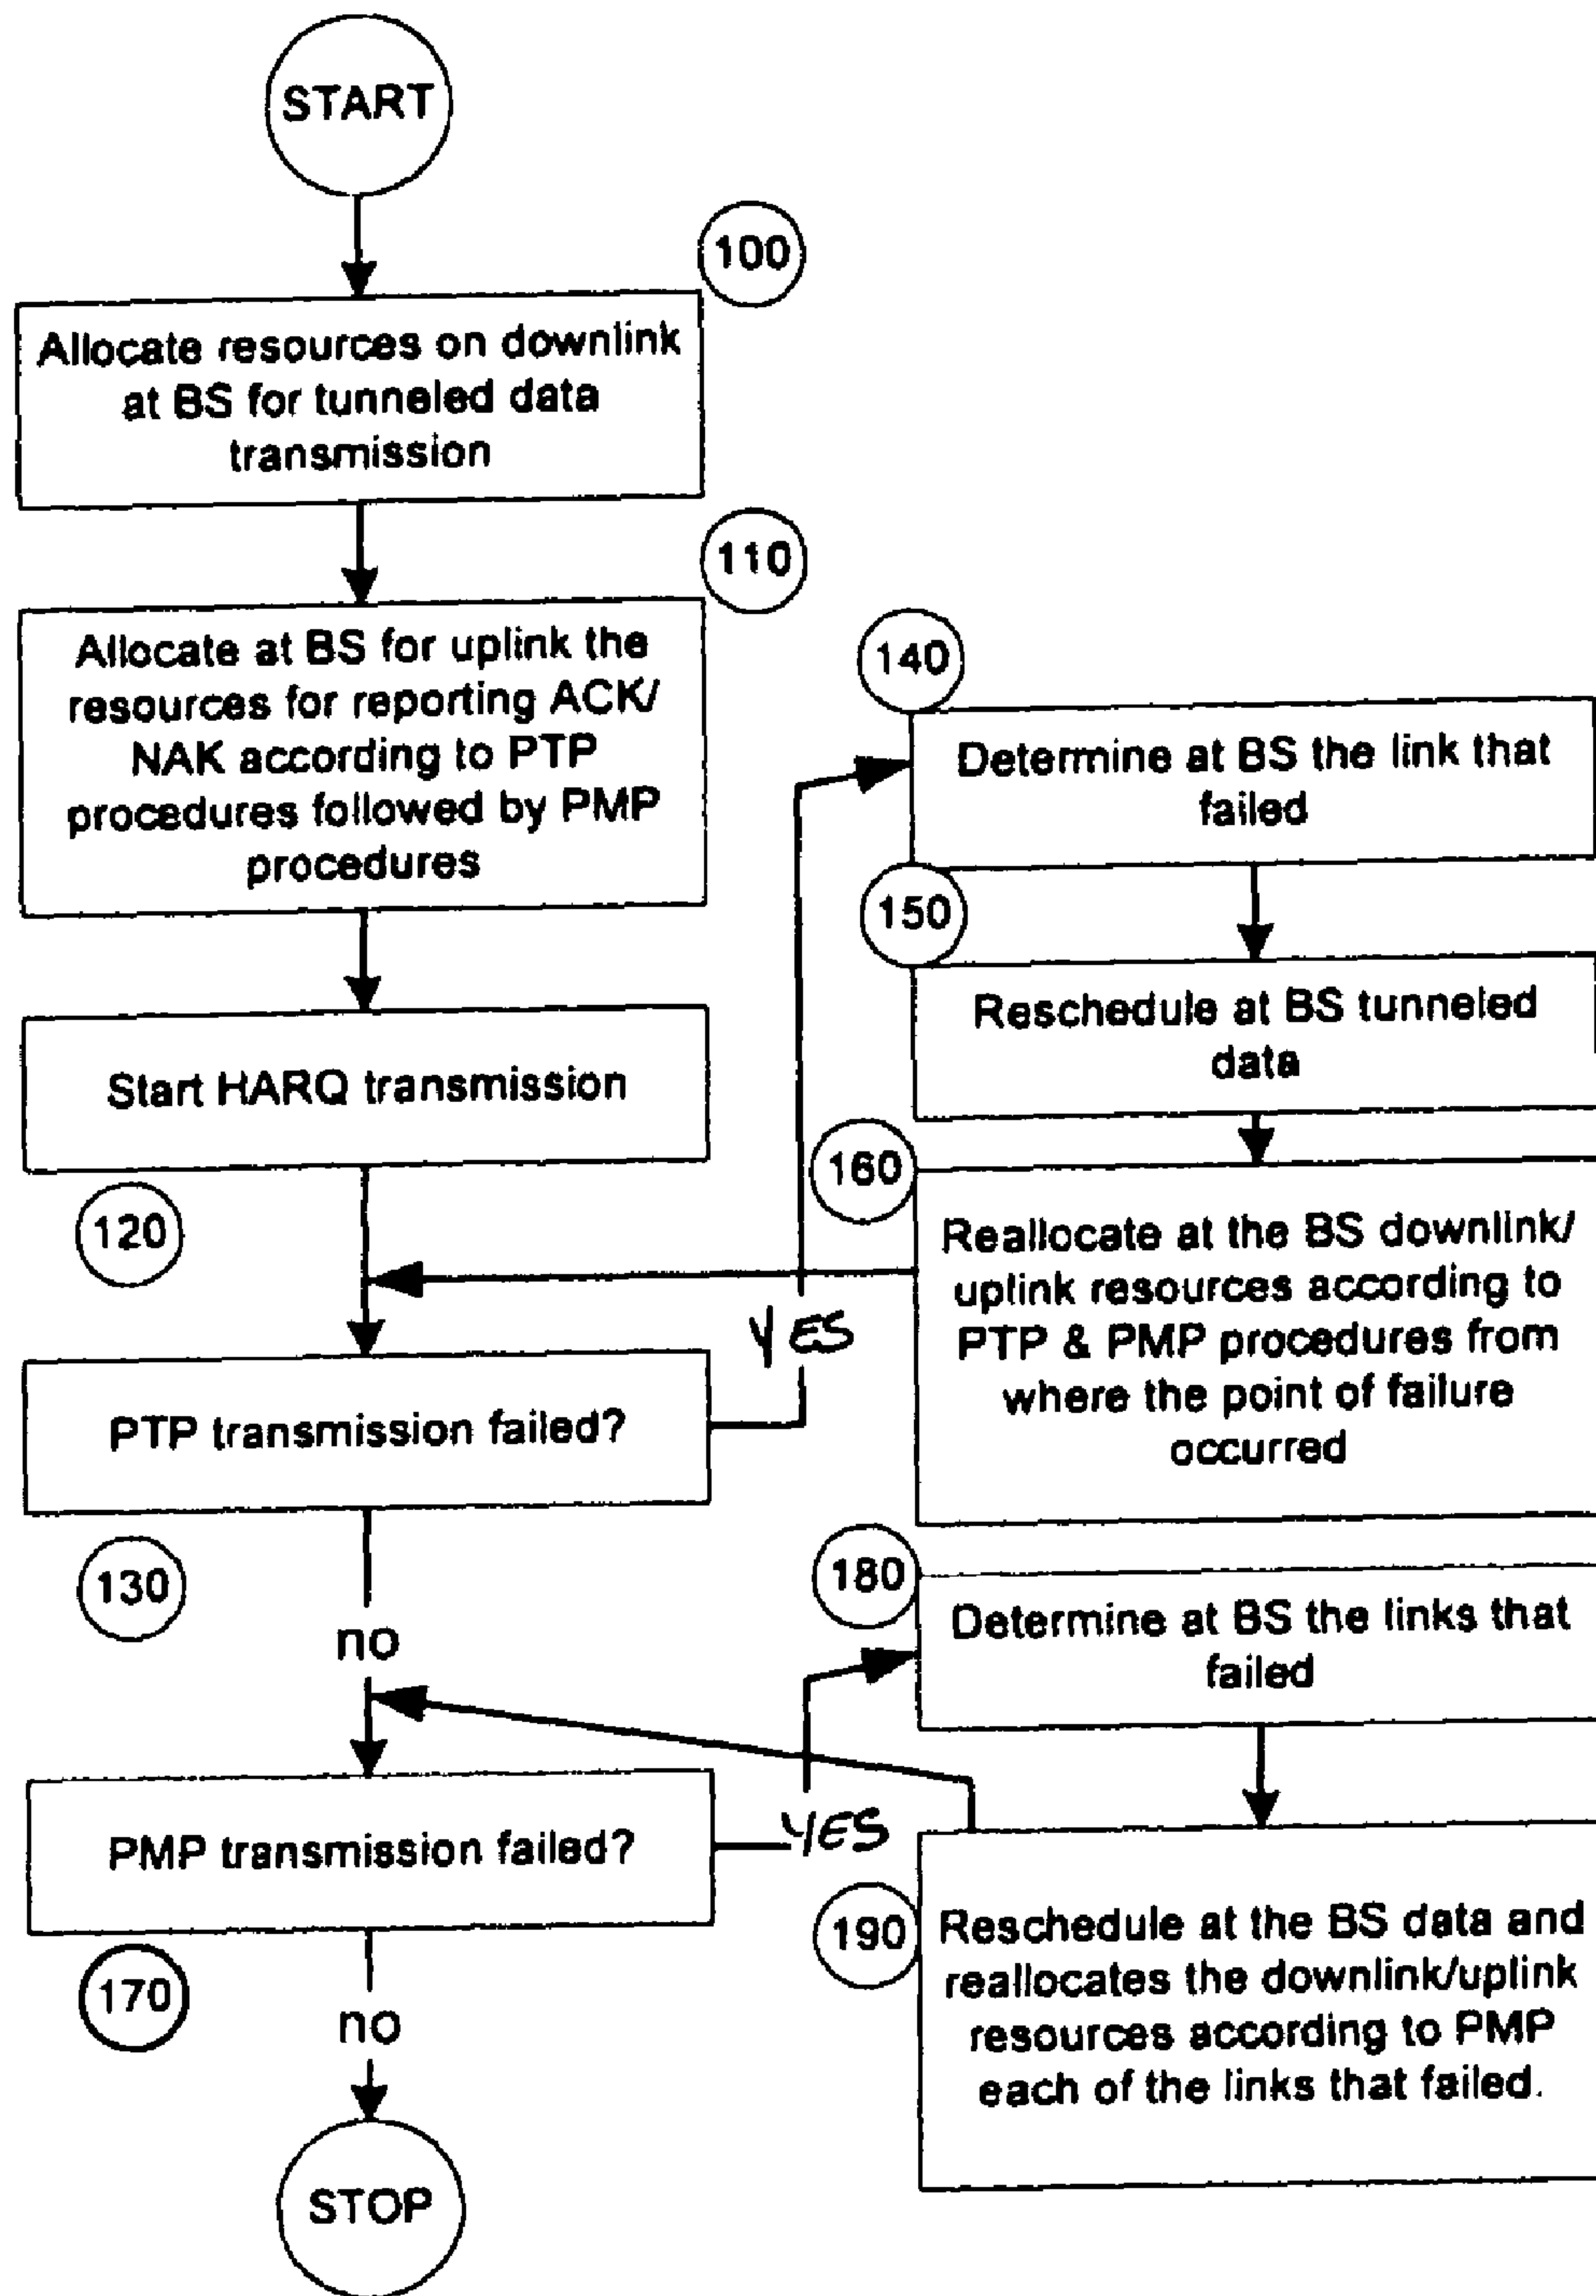 START
100
Allocate resources on downlink
at BS for tunneled data
transmission
110
Allocate at BS for uplink the
resources for reporting ACK/
NAK according to PTP
procedures followed by PMP
procedures
Start HARQ transmission
120
PTP transmission failed?
YES
130
no
140
Determine at BS the link that
failed
150
Reschedule at BS tunneled
data
160
Reallocate at the BS downlink/
uplink resources according to
PTP & PMP procedures from
where the point of failure
occurred
PMP transmission failed?
YES
170
no
180
Determine at BS the links that
failed
190
Reschedule at the BS data and
reallocates the downlink/uplink
resources according to PMP
each of the links that failed.
STOP